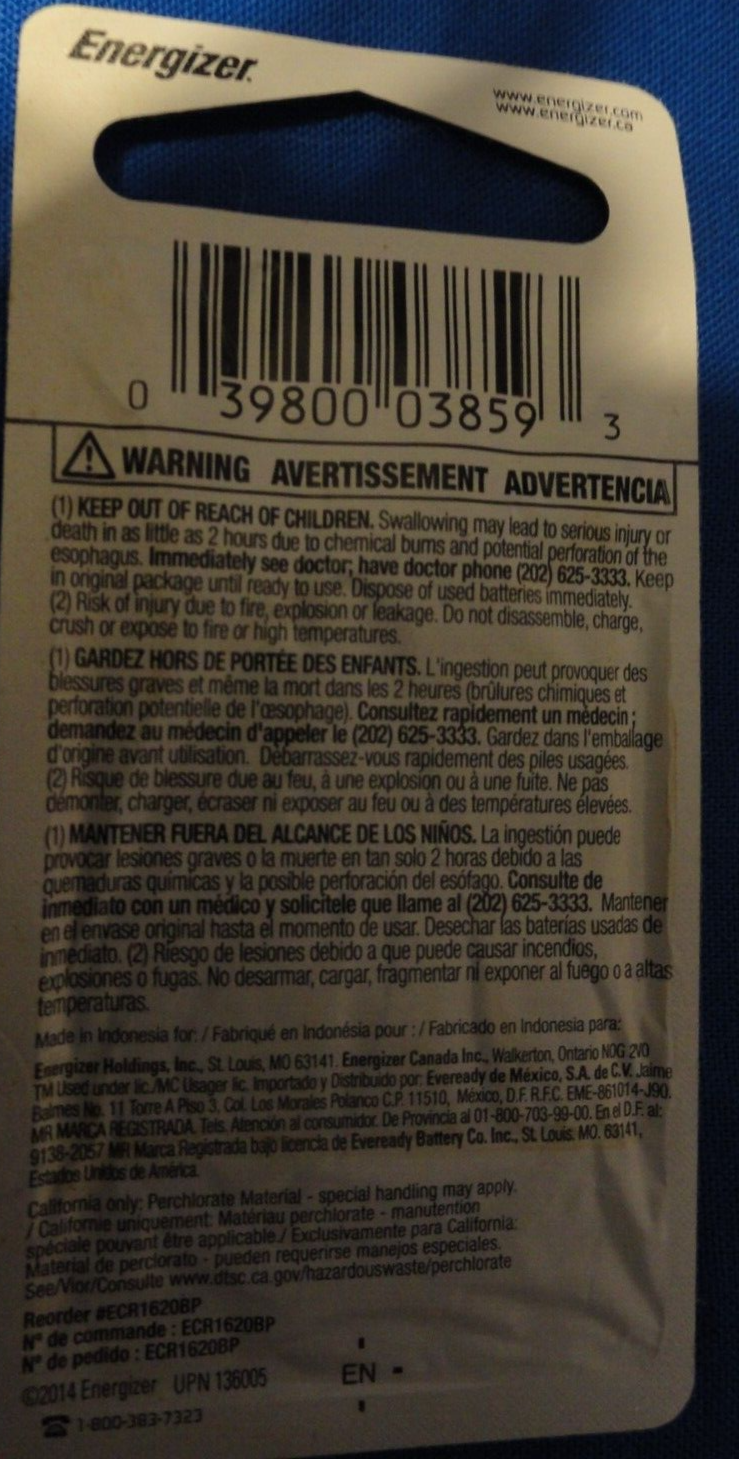 Energizer
www.energizer.com
www.energizer.ca
0 39800 03859 3
WARNING AVERTISSEMENT ADVERTENCIA
(1) KEEP OUT OF REACH OF CHILDREN. Swallowing may lead to serious injury or
death in as little as 2 hours due to chemical burns and potential perforation of the
esophagus. Immediately see doctor; have doctor phone (202) 625-3333. Keep
in original package until ready to use. Dispose of used batteries immediately.
(2) Risk of injury due to fire, explosion or leakage. Do not disassemble, charge,
crush or expose to fire or high temperatures.
(1) GARDEZ HORS DE PORTÉE DES ENFANTS. L'ingestion peut provoquer des
blessures graves et même la mort dans les 2 heures (brûlures chimiques et
perforation potentielle de l'œsophage). Consultez rapidement un médecin ;
demandez au médecin d'appeler le (202) 625-3333. Gardez dans l'emballage
d'origine avant utilisation. Débarrassez-vous rapidement des piles usagées.
(2) Risque de blessure due au feu, à une explosion ou à une fuite. Ne pas
démonter, charger, écraser ni exposer au feu ou à des températures élevées.
(1) MANTENER FUERA DEL ALCANCE DE LOS NIÑOS. La ingestión puede
provocar lesiones graves o la muerte en tan solo 2 horas debido a las
quemaduras químicas y la posible perforación del esófago. Consulte de
inmediato con un médico y solicítele que llame al (202) 625-3333. Mantener
en el envase original hasta el momento de usar. Desechar las baterías usadas de
inmediato. (2) Riesgo de lesiones debido a que puede causar incendios,
explosiones o fugas. No desarmar, cargar, fragmentar ni exponer al fuego o a altas
temperaturas.
Made in Indonesia for: / Fabriqué en Indonésia pour : / Fabricado en Indonesia para:
Energizer Holdings, Inc., St. Louis, MO 63141. Energizer Canada Inc., Walkerton, Ontario N0G 2V0
TM Used under lic./MC Usager lic. Importado y Distribuido por: Eveready de México, S.A. de C.V. Jaime
Balmes No. 11 Torre A Piso 3. Col. Los Morales Polanco C.P. 11510, México, D.F. R.F.C. EME-861014-J90.
MR MARCA REGISTRADA. Tels. Atención al consumidor. De Provincia al 01-800-703-99-00. En el D.F. al:
9138-2057 MR Marca Registrada bajo licencia de Eveready Battery Co. Inc., St. Louis. MO. 63141,
Estados Unidos de América.
California only: Perchlorate Material - special handling may apply.
/ Californie uniquement: Matériau perchlorate - manutention
spéciale pouvant être applicable./ Exclusivamente para California:
Material de perclorato - pueden requerirse manejos especiales.
See/Vior/Consulte www.dtsc.ca.gov/hazardouswaste/perchlorate
Reorder #ECR1620BP
N° de commande : ECR1620BP
N° de pedido : ECR1620BP
©2014 Energizer UPN 136005
EN -
1-800-383-7323